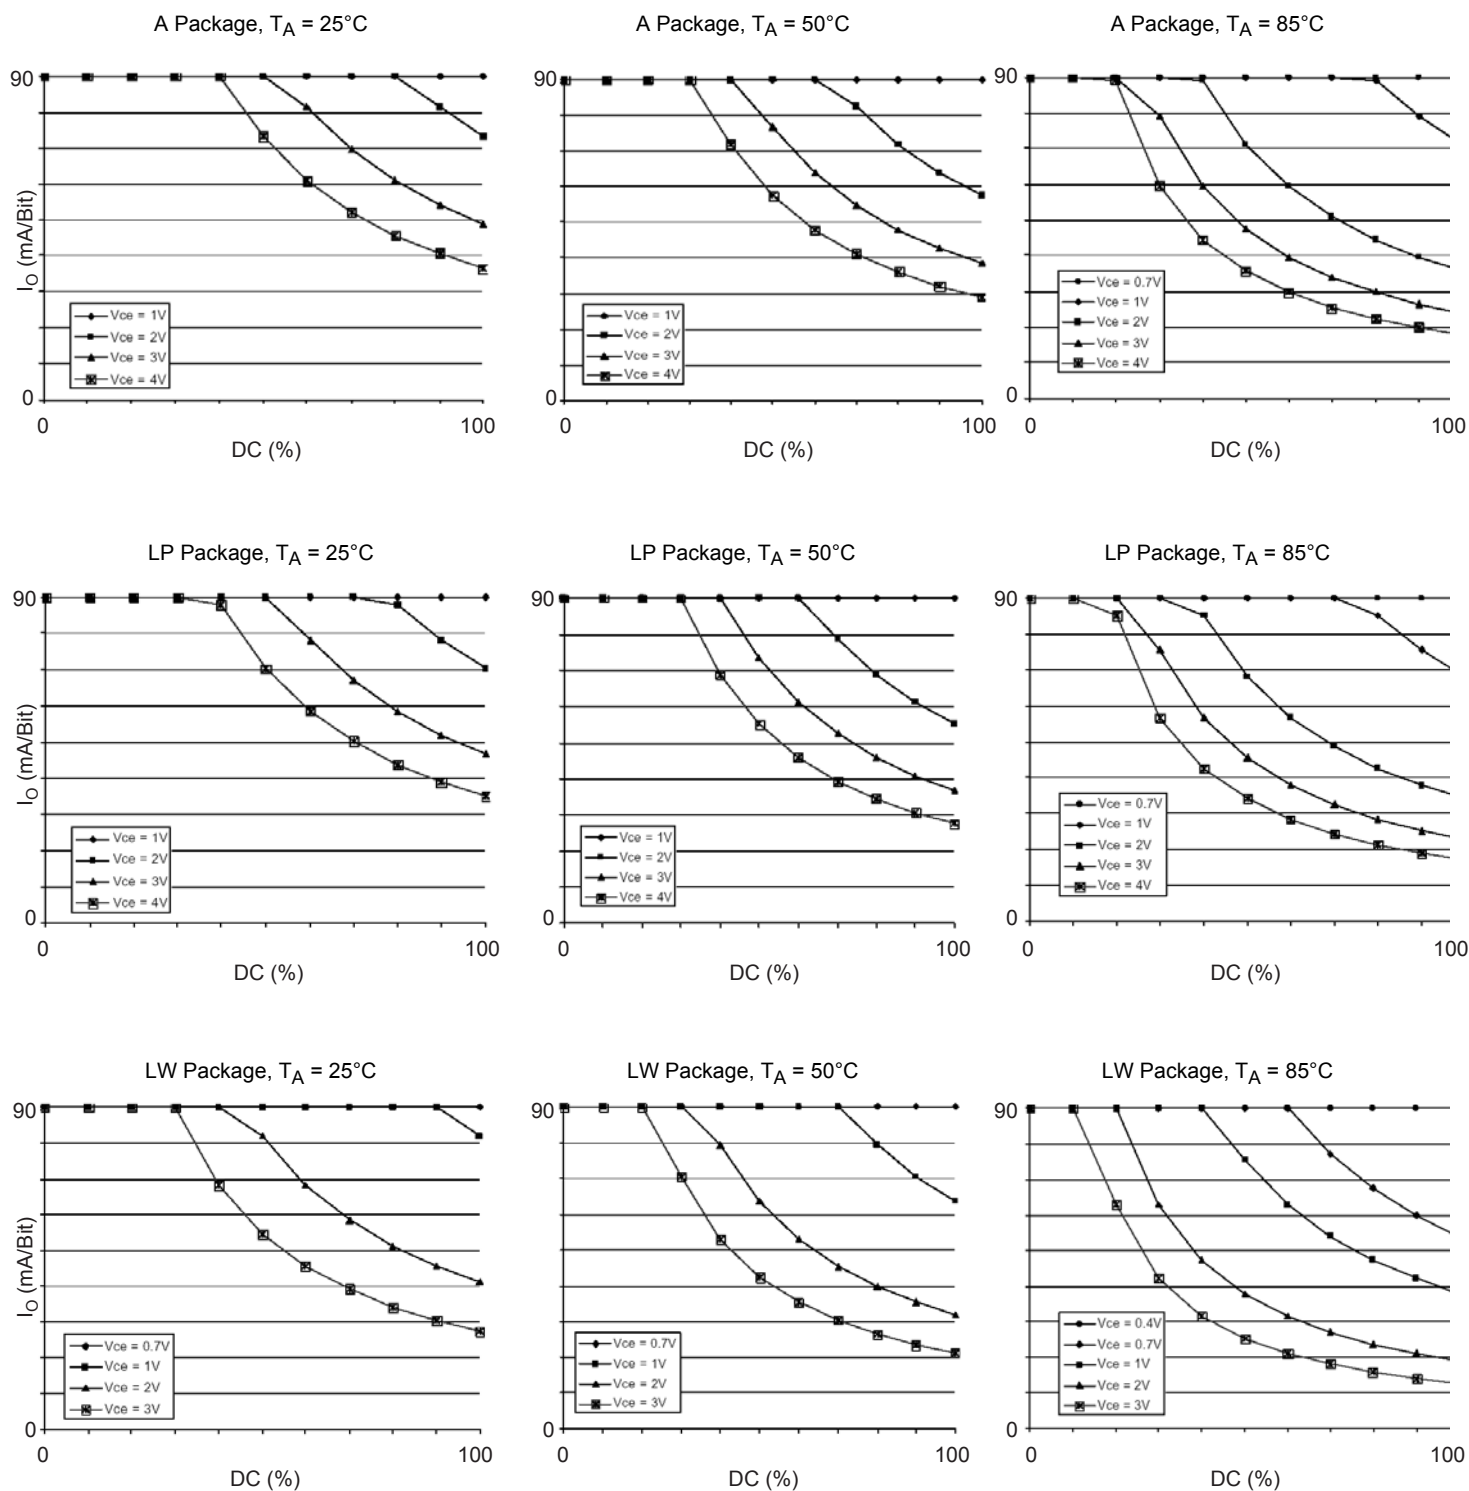 A Package, TA = 25°C
90
IO (mA/Bit)
Vce = 1V
Vce = 2V
Vce = 3V
Vce = 4V
0
0
100
DC (%)
A Package, TA = 50°C
90
Vce = 1V
Vce = 2V
Vce = 3V
Vce = 4V
0
0
100
DC (%)
A Package, TA = 85°C
90
Vce = 0.7V
Vce = 1V
Vce = 2V
Vce = 3V
Vce = 4V
0
0
100
DC (%)
LP Package, TA = 25°C
90
IO (mA/Bit)
Vce = 1V
Vce = 2V
Vce = 3V
Vce = 4V
0
0
100
DC (%)
LP Package, TA = 50°C
90
Vce = 1V
Vce = 2V
Vce = 3V
Vce = 4V
0
0
100
DC (%)
LP Package, TA = 85°C
90
Vce = 0.7V
Vce = 1V
Vce = 2V
Vce = 3V
Vce = 4V
0
0
100
DC (%)
LW Package, TA = 25°C
90
IO (mA/Bit)
Vce = 0.7V
Vce = 1V
Vce = 2V
Vce = 3V
0
0
100
DC (%)
LW Package, TA = 50°C
90
Vce = 0.7V
Vce = 1V
Vce = 2V
Vce = 3V
0
0
100
DC (%)
LW Package, TA = 85°C
90
Vce = 0.4V
Vce = 0.7V
Vce = 1V
Vce = 2V
Vce = 3V
0
0
100
DC (%)